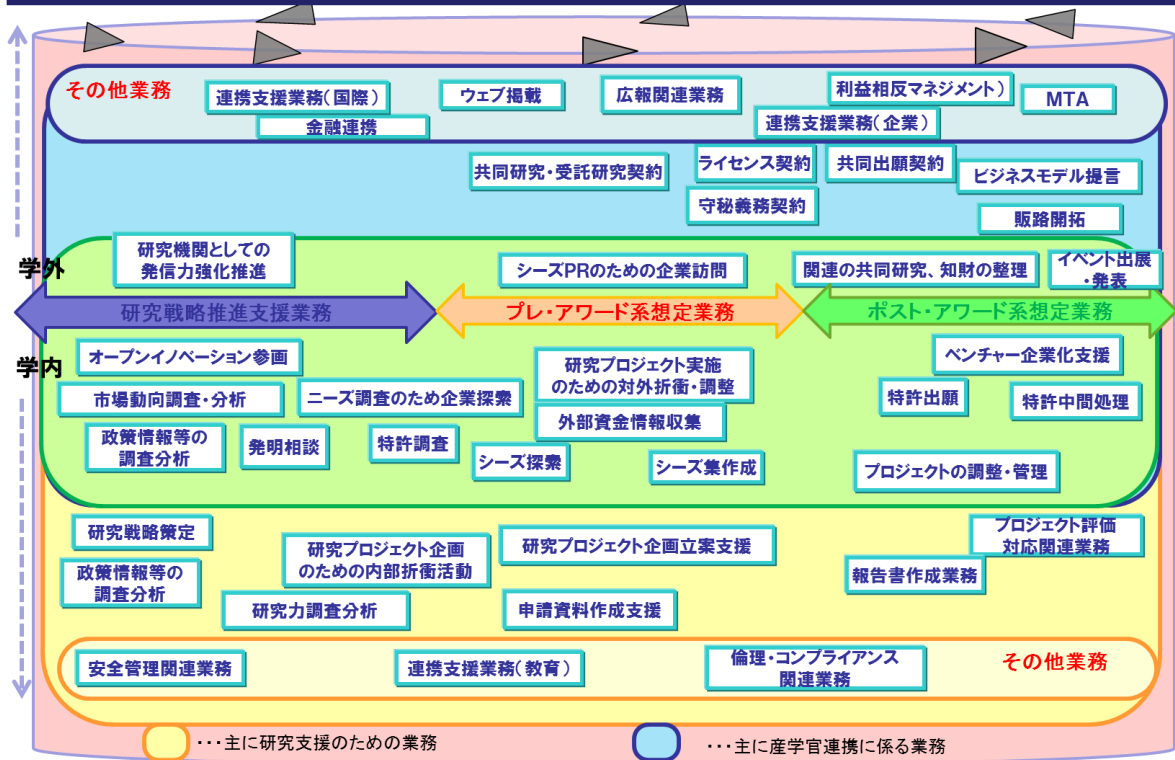 その他業務
連携支援業務(国際)
ウェブ掲載
広報関連業務
利益相反マネジメント)
MTA
金融連携
連携支援業務(企業)
共同研究・受託研究契約
ライセンス契約
共同出願契約
ビジネスモデル提言
守秘義務契約
販路開拓
研究機関としての
発信力強化推進
シーズPRのための企業訪問
関連の共同研究、知財の整理
イベント出展
・発表
学外
研究戦略推進支援業務
プレ・アワード系想定業務
ポスト・アワード系想定業務
学内
オープンイノベーション参画
研究プロジェクト実施
のための対外折衝・調整
ベンチャー企業化支援
市場動向調査・分析
ニーズ調査のため企業探索
特許出願
特許中間処理
外部資金情報収集
政策情報等の
調査分析
発明相談
特許調査
シーズ探索
シーズ集作成
プロジェクトの調整・管理
研究戦略策定
研究プロジェクト企画
のための内部折衝活動
研究プロジェクト企画立案支援
プロジェクト評価
対応関連業務
政策情報等の
調査分析
報告書作成業務
研究力調査分析
申請資料作成支援
安全管理関連業務
連携支援業務(教育)
倫理・コンプライアンス
関連業務
その他業務
・・・主に研究支援のための業務
・・・主に産学官連携に係る業務